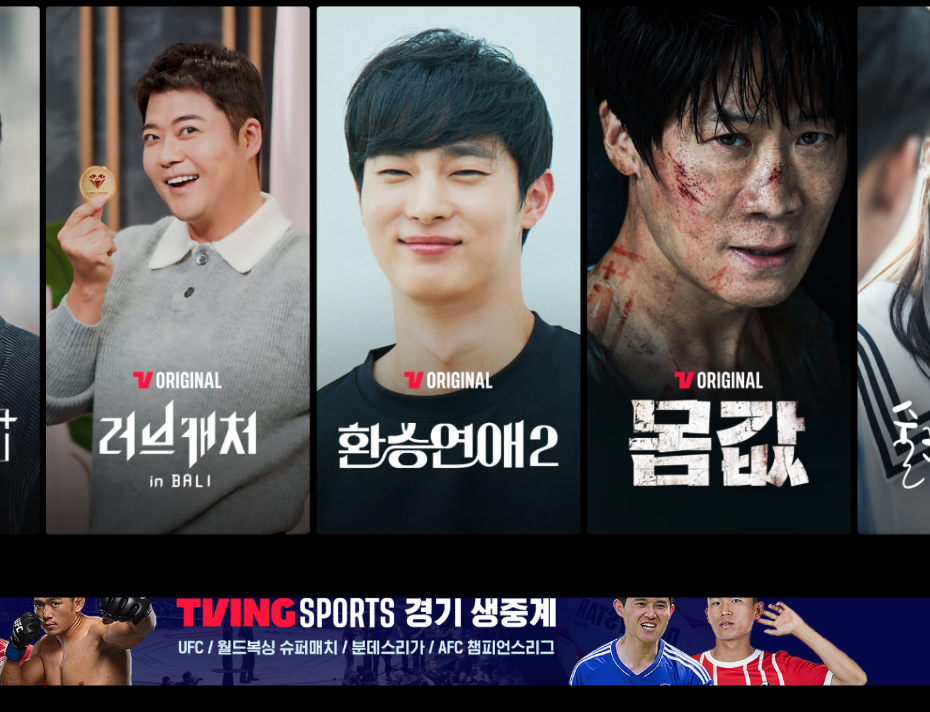 TV ORIGINAL
러브캐처
in BALI
TV ORIGINAL
환승연애2
TV ORIGINAL
몸값
TVING SPORTS 경기 생중계
UFC / 월드복싱 슈퍼매치 / 분데스리가 / AFC 챔피언스리그